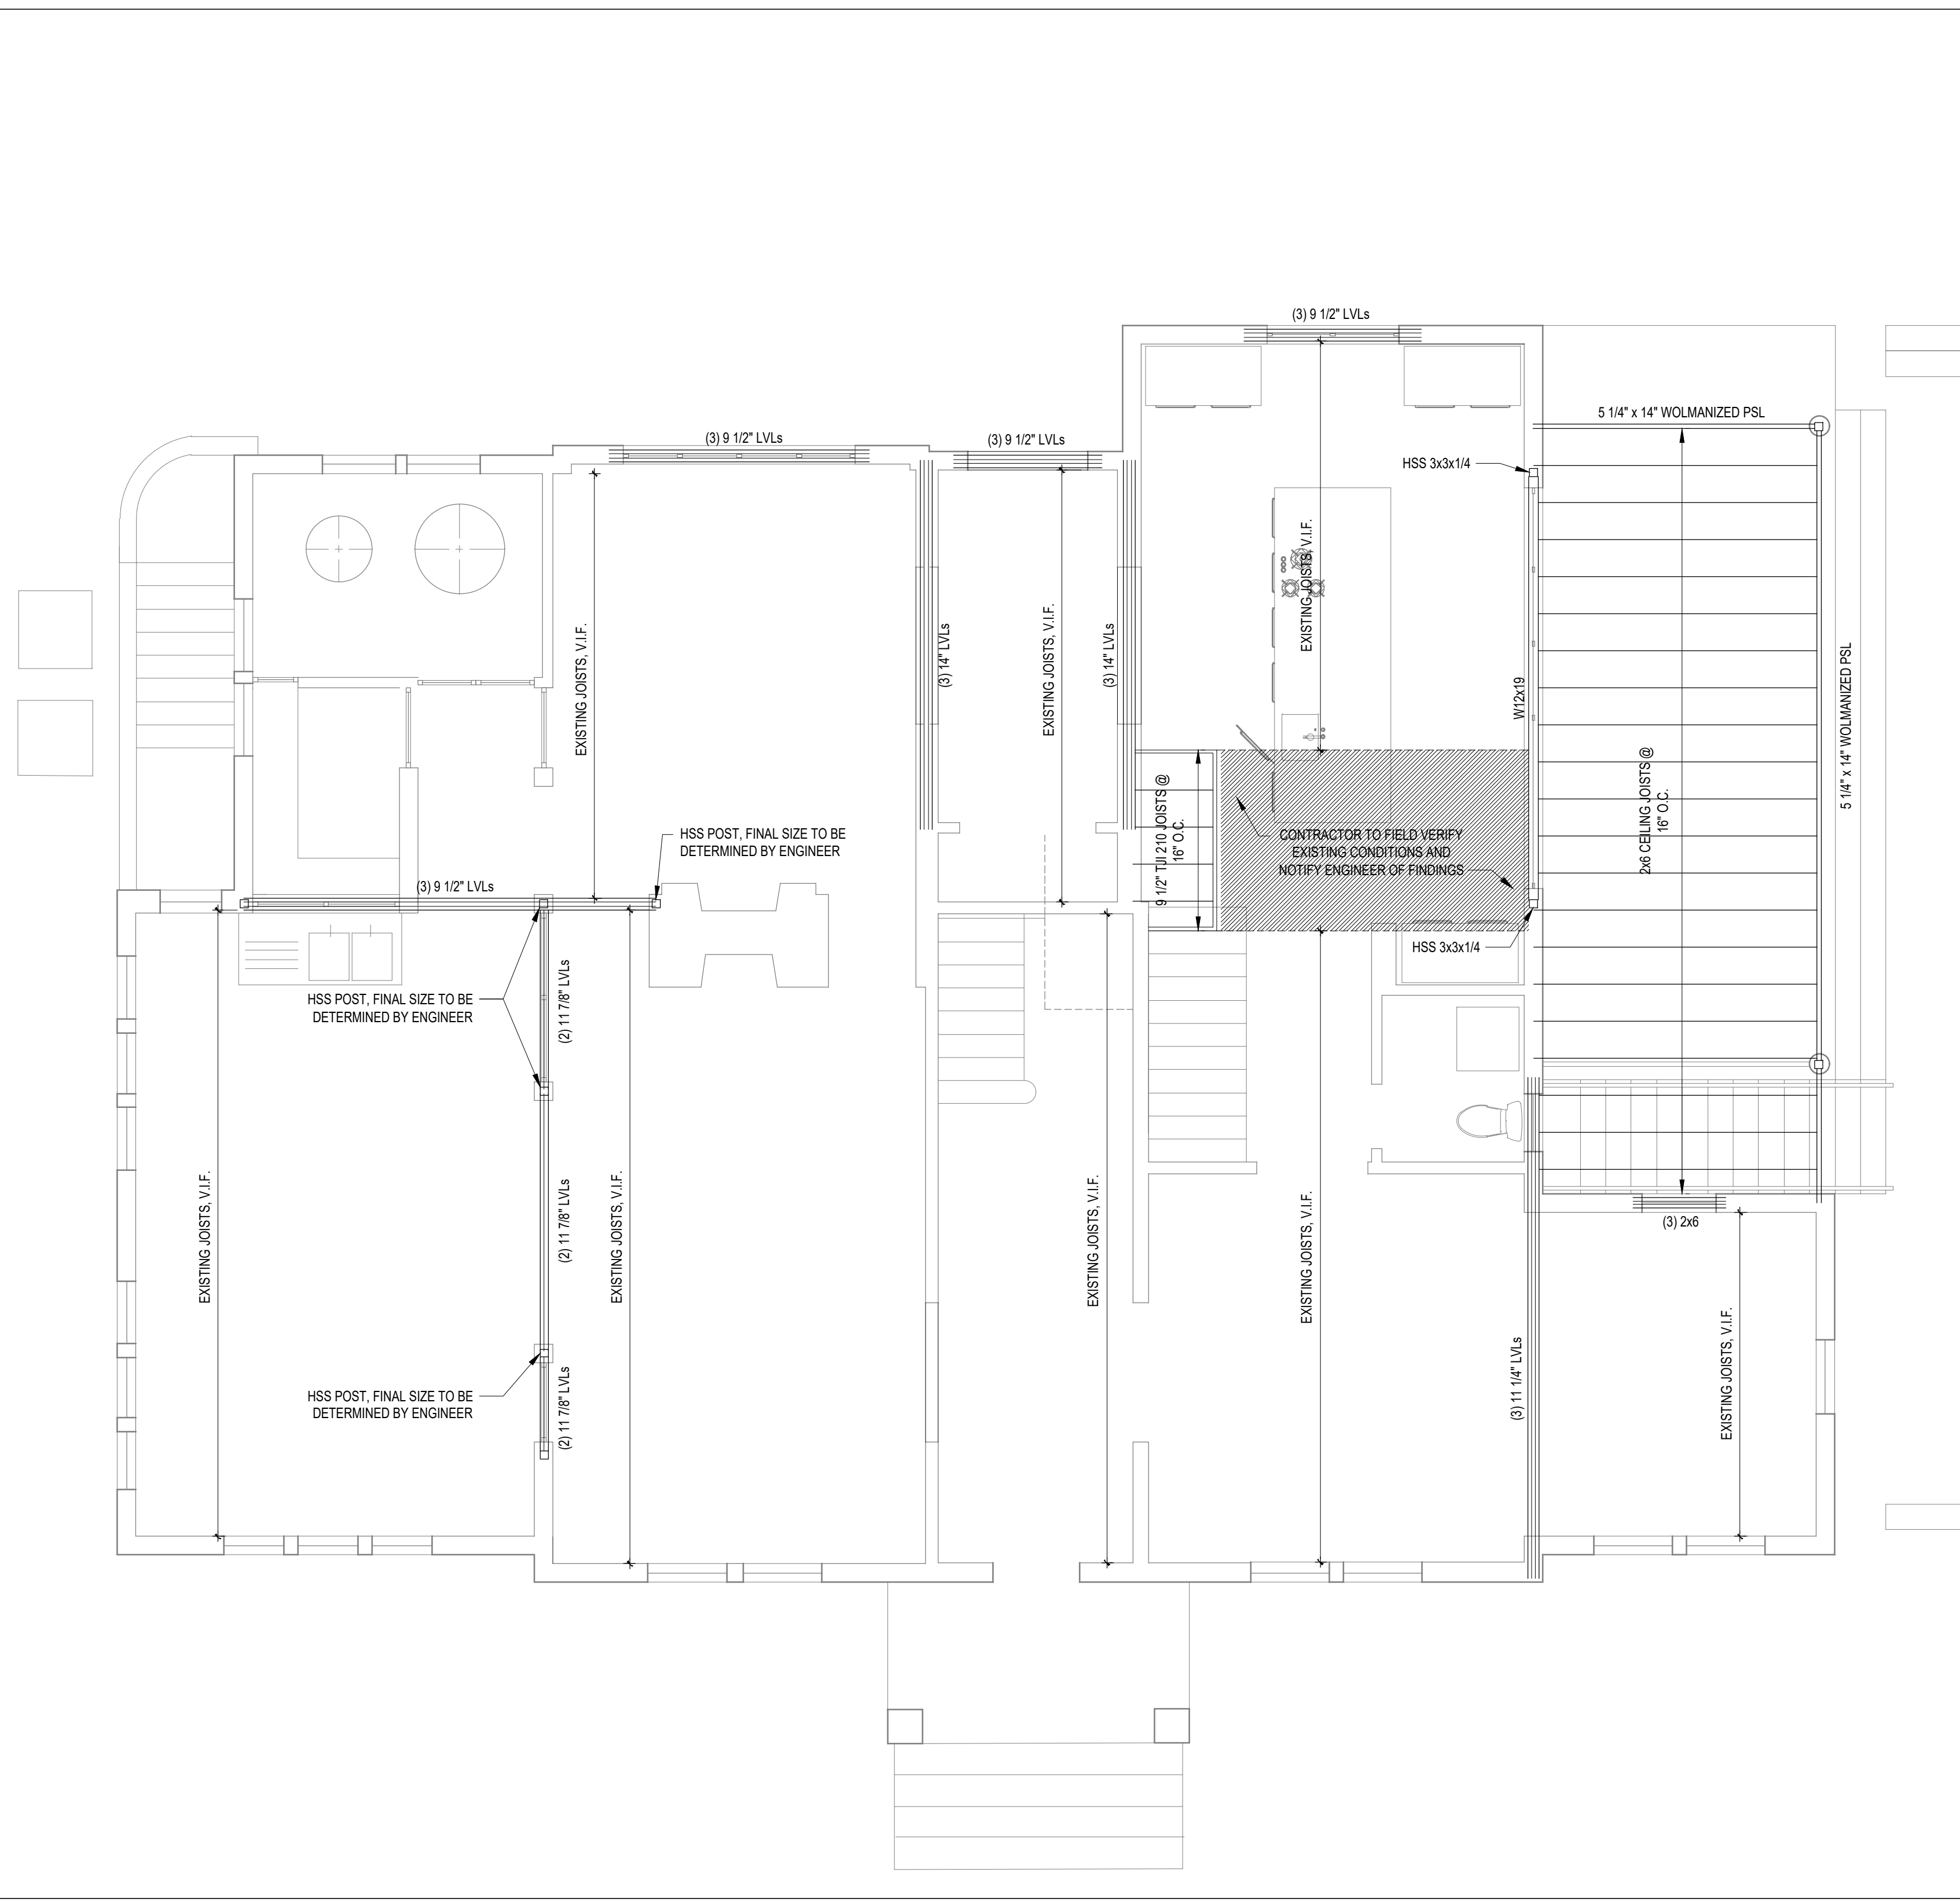 (3) 9 1/2" LVLs
5 1/4" x 14" WOLMANIZED PSL
(3) 9 1/2" LVLs
(3) 9 1/2" LVLs
HSS 3x3x1/4
EXISTING JOISTS, V.I.F.
EXISTING JOISTS, V.I.F.
(3) 14" LVLs
EXISTING JOISTS, V.I.F.
(3) 14" LVLs
W12x19
5 1/4" x 14" WOLMANIZED PSL
2x6 CEILING JOISTS @
16" O.C.
9 1/2" TJI 210 JOISTS @
16" O.C.
HSS POST, FINAL SIZE TO BE
DETERMINED BY ENGINEER
CONTRACTOR TO FIELD VERIFY
EXISTING CONDITIONS AND
NOTIFY ENGINEER OF FINDINGS
(3) 9 1/2" LVLs
HSS 3x3x1/4
HSS POST, FINAL SIZE TO BE
DETERMINED BY ENGINEER
(2) 11 7/8" LVLs
EXISTING JOISTS, V.I.F.
(2) 11 7/8" LVLs
EXISTING JOISTS, V.I.F.
EXISTING JOISTS, V.I.F.
EXISTING JOISTS, V.I.F.
(3) 2x6
(3) 11 1/4" LVLs
EXISTING JOISTS, V.I.F.
HSS POST, FINAL SIZE TO BE
DETERMINED BY ENGINEER
(2) 11 7/8" LVLs